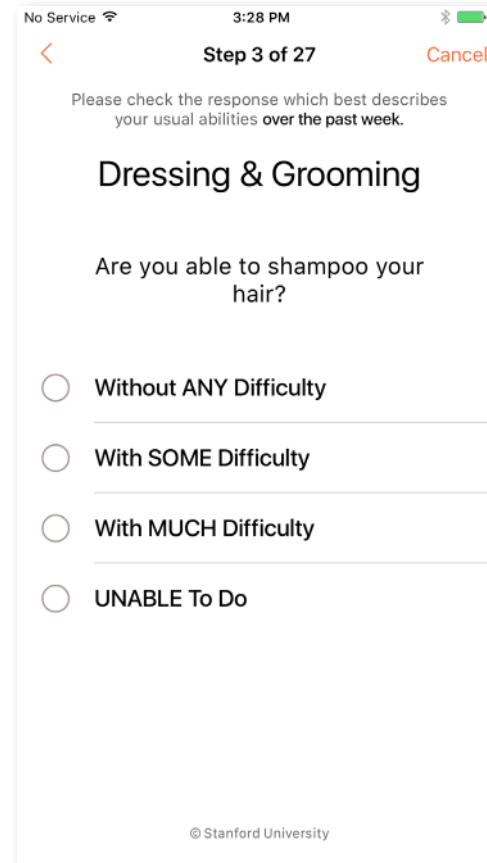 No Service 3:28 PM
Step 3 of 27 Cancel
Please check the response which best describes
your usual abilities over the past week.
Dressing & Grooming
Are you able to shampoo your
hair?
Without ANY Difficulty
With SOME Difficulty
With MUCH Difficulty
UNABLE To Do
© Stanford University